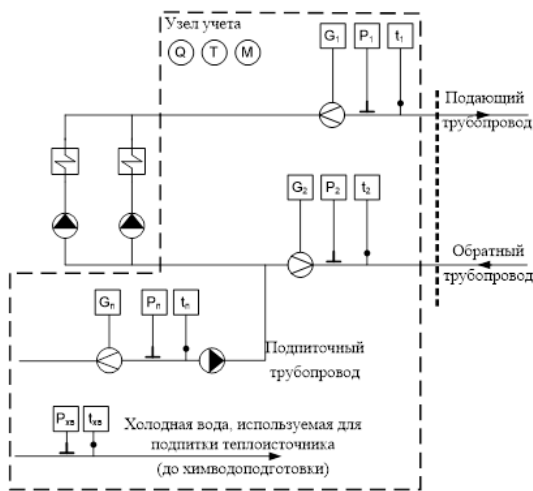 Узел учета
Q T M
G₁ P₁ t₁
Подающий
трубопровод
G₂ P₂ t₂
Обратный
трубопровод
Gп Pп tп
Подпиточный
трубопровод
Pхв tхв
Холодная вода, используемая для
подпитки теплоисточника
(до химводоподготовки)